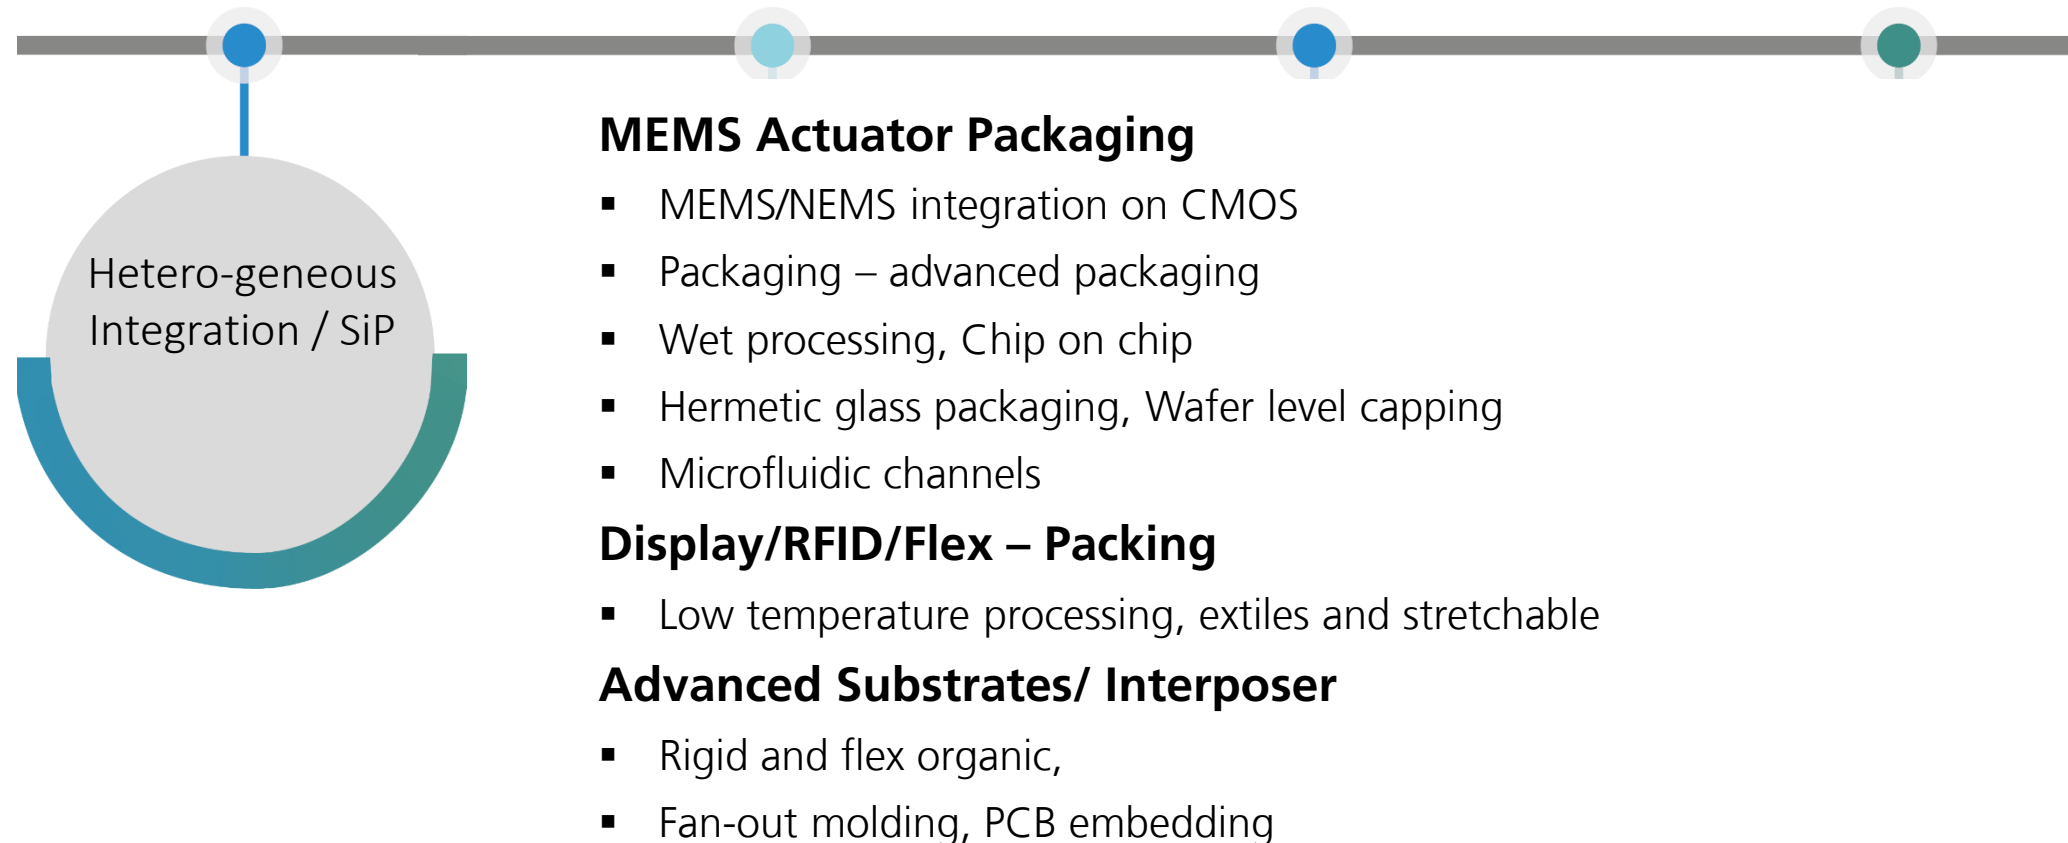 Hetero-geneous
Integration / SiP
MEMS Actuator Packaging
▪ MEMS/NEMS integration on CMOS
▪ Packaging – advanced packaging
▪ Wet processing, Chip on chip
▪ Hermetic glass packaging, Wafer level capping
▪ Microfluidic channels
Display/RFID/Flex – Packing
▪ Low temperature processing, extiles and stretchable
Advanced Substrates/ Interposer
▪ Rigid and flex organic,
▪ Fan-out molding, PCB embedding